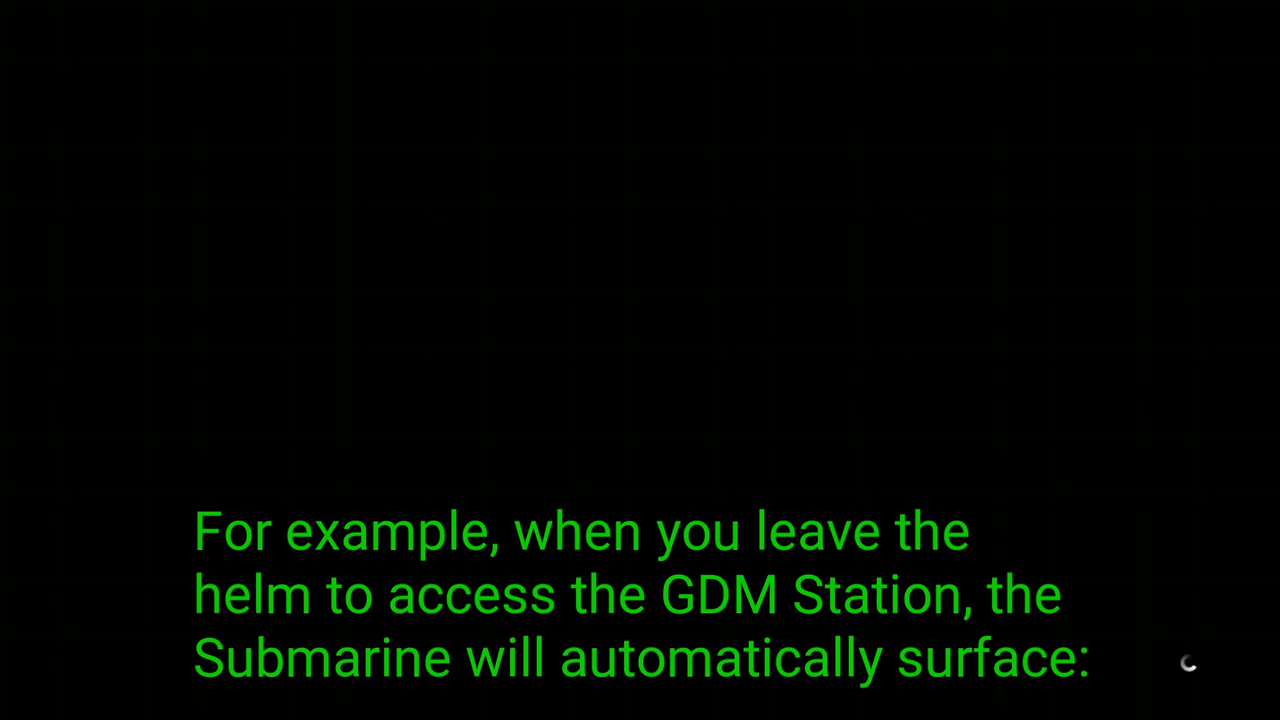 For example, when you leave the
helm to access the GDM Station, the
Submarine will automatically surface: